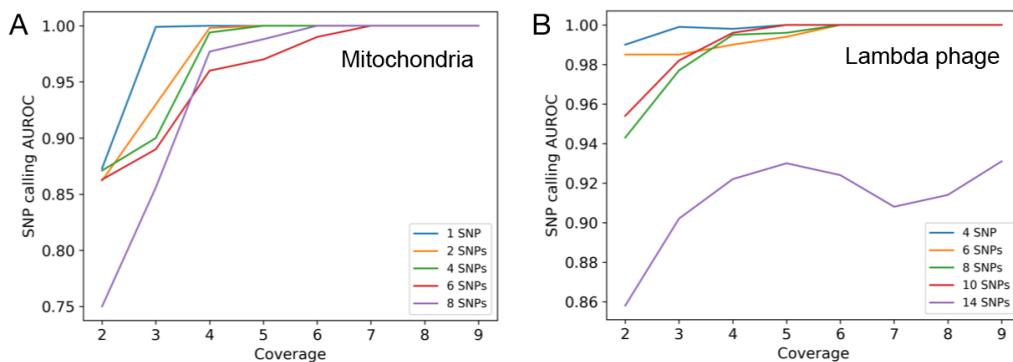 A
Mitochondria
SNP calling AUROC
1.00
0.95
0.90
0.85
0.80
0.75
2 3 4 5 6 7 8 9
Coverage
1 SNP
2 SNPs
4 SNPs
6 SNPs
8 SNPs
B
Lambda phage
SNP calling AUROC
1.00
0.98
0.96
0.94
0.92
0.90
0.88
0.86
2 3 4 5 6 7 8 9
Coverage
4 SNP
6 SNPs
8 SNPs
10 SNPs
14 SNPs